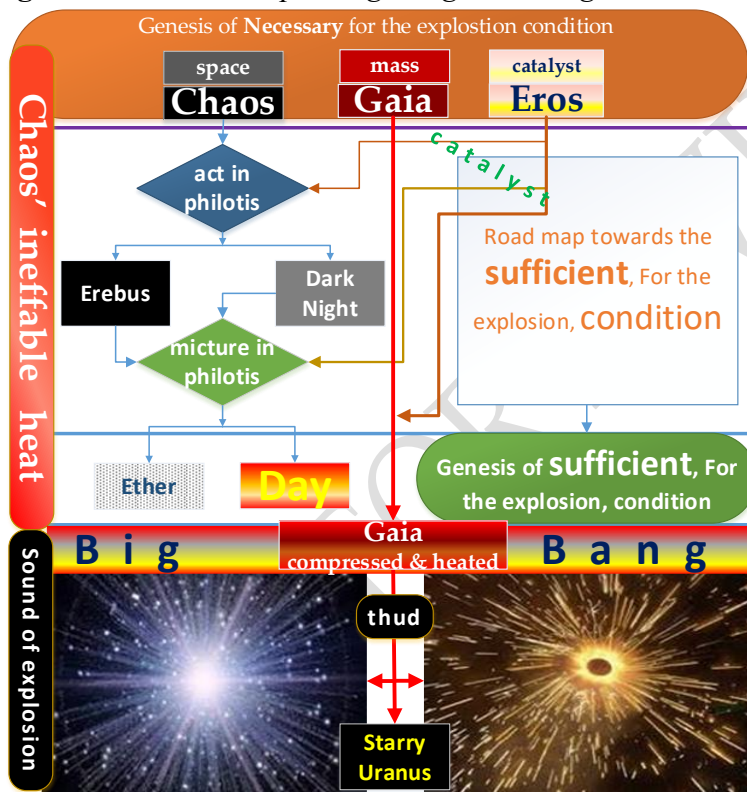 Genesis of Necessary for the explostion condition
space
Chaos
mass
Gaia
catalyst
Eros
Chaos' ineffable heat
catalyst
act in
philotis
Road map towards the
sufficient, For the
explosion, condition
Erebus
Dark
Night
micture in
philotis
Ether
Day
Genesis of sufficient, For
the explosion, condition
Big
Gaia
compressed & heated
Bang
Sound of explosion
thud
Starry
Uranus